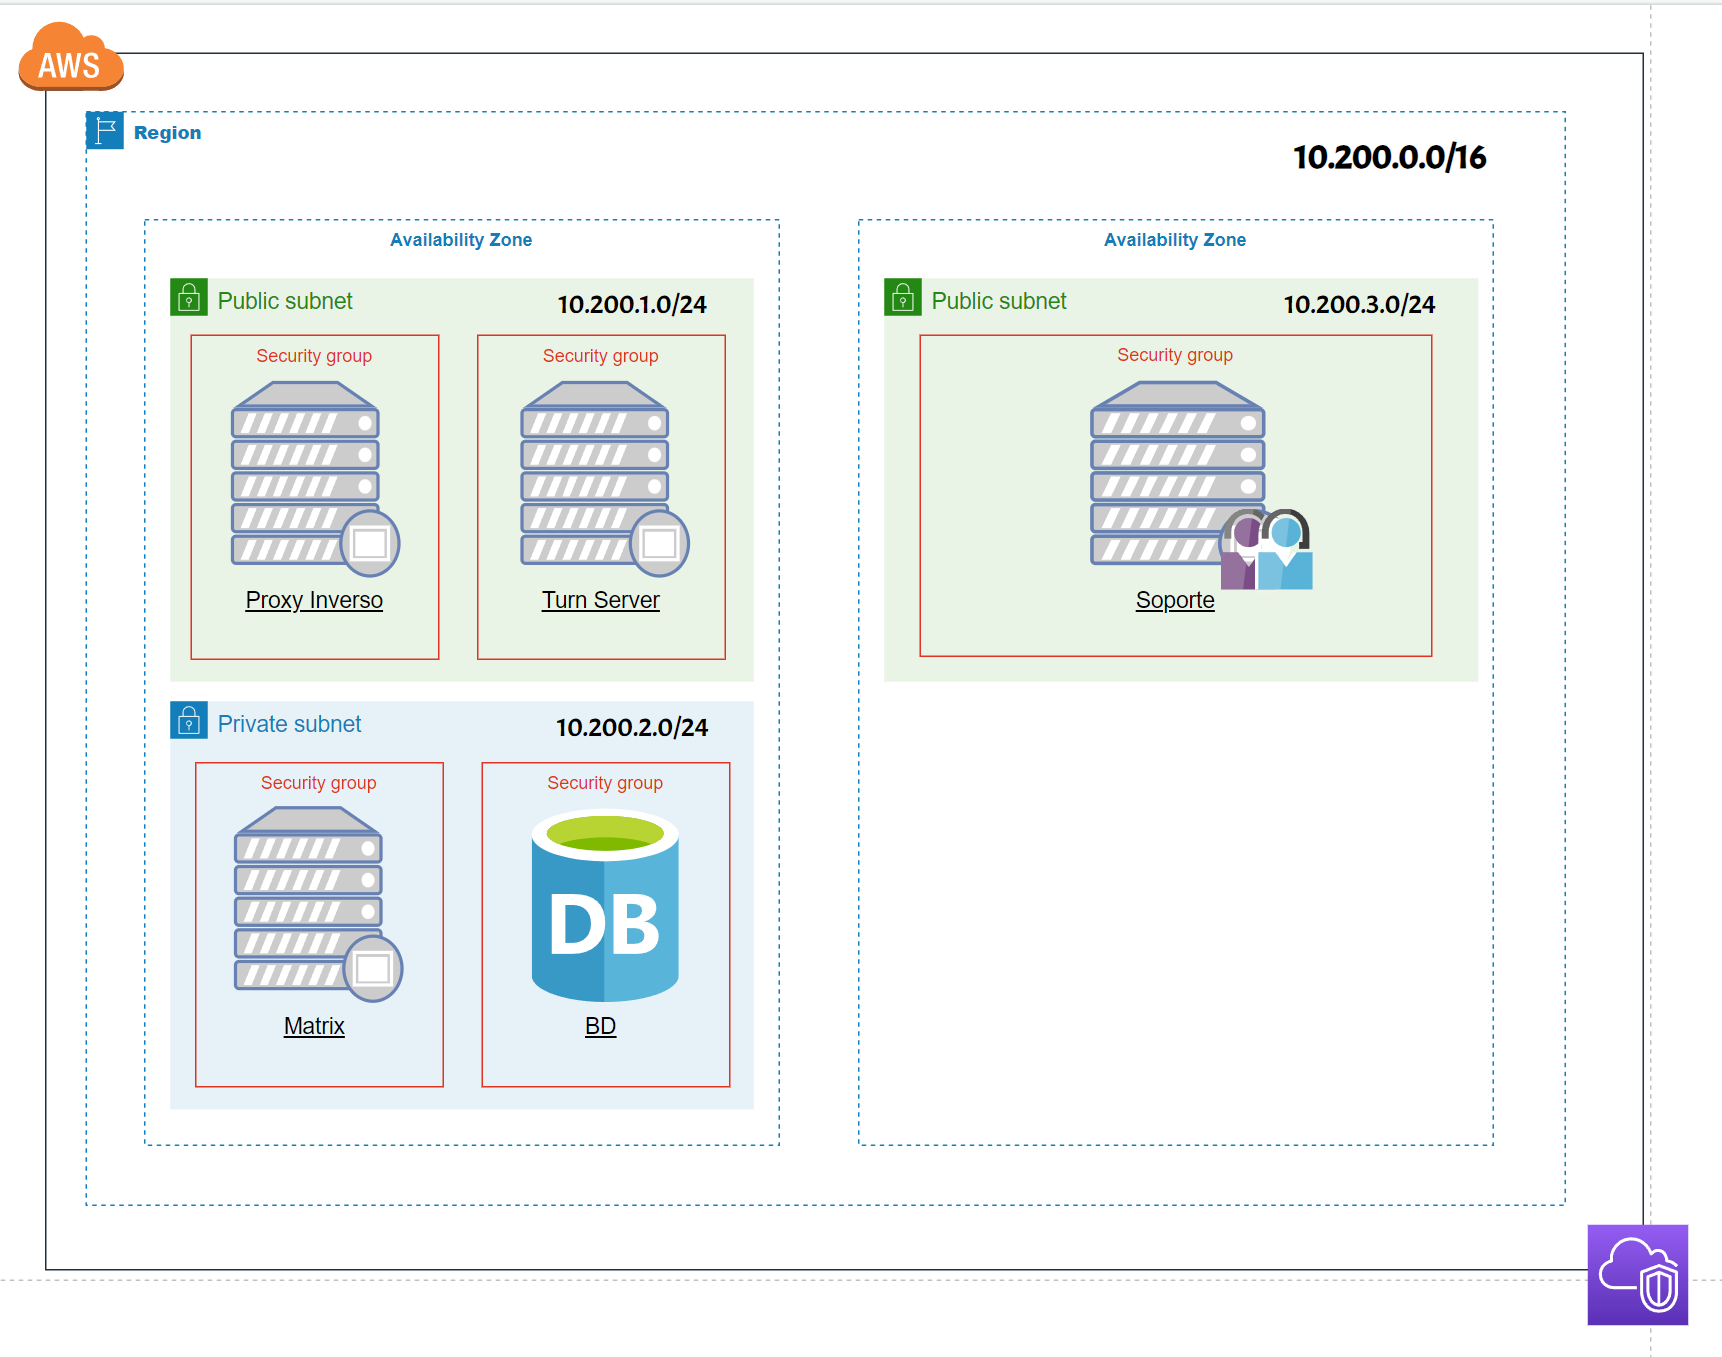 AWS
Region
10.200.0.0/16
Availability Zone
Public subnet
10.200.1.0/24
Security group
Proxy Inverso
Security group
Turn Server
Private subnet
10.200.2.0/24
Security group
Matrix
Security group
DB
BD
Availability Zone
Public subnet
10.200.3.0/24
Security group
Soporte